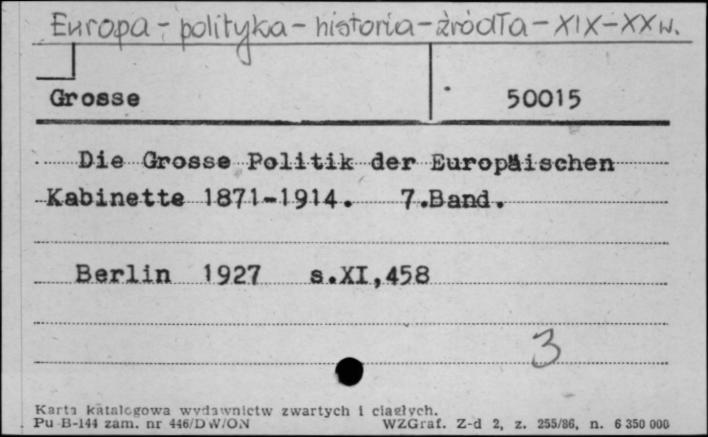 Europa - polityka - historia - źródła - XIX-XX w.
Grosse 50015
Die Grosse Politik der Europäischen
Kabinette 1871-1914. 7.Band.
Berlin 1927 s.XI,458
3
Karta katalogowa wydawnictw zwartych i ciągłych.
Pu B-144 zam. nr 446/DW/ON WZGraf. Z-d 2, z. 255/86, n. 6 350 000